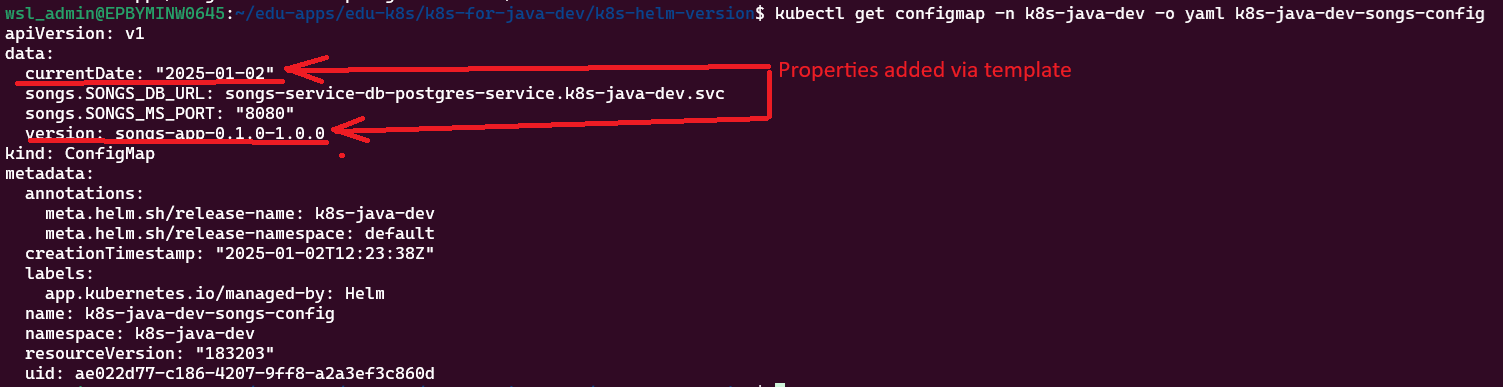 wsl_admin@EPBYMINW0645:~/edu-apps/edu-k8s/k8s-for-java-dev/k8s-helm-version$ kubectl get configmap -n k8s-java-dev -o yaml k8s-java-dev-songs-config
apiVersion: v1
data:
  currentDate: "2025-01-02"
Properties added via template
  songs.SONGS_DB_URL: songs-service-db-postgres-service.k8s-java-dev.svc
  songs.SONGS_MS_PORT: "8080"
  version: songs-app-0.1.0-1.0.0
kind: ConfigMap
metadata:
  annotations:
    meta.helm.sh/release-name: k8s-java-dev
    meta.helm.sh/release-namespace: default
  creationTimestamp: "2025-01-02T12:23:38Z"
  labels:
    app.kubernetes.io/managed-by: Helm
  name: k8s-java-dev-songs-config
  namespace: k8s-java-dev
  resourceVersion: "183203"
  uid: ae022d77-c186-4207-9ff8-a2a3ef3c860d